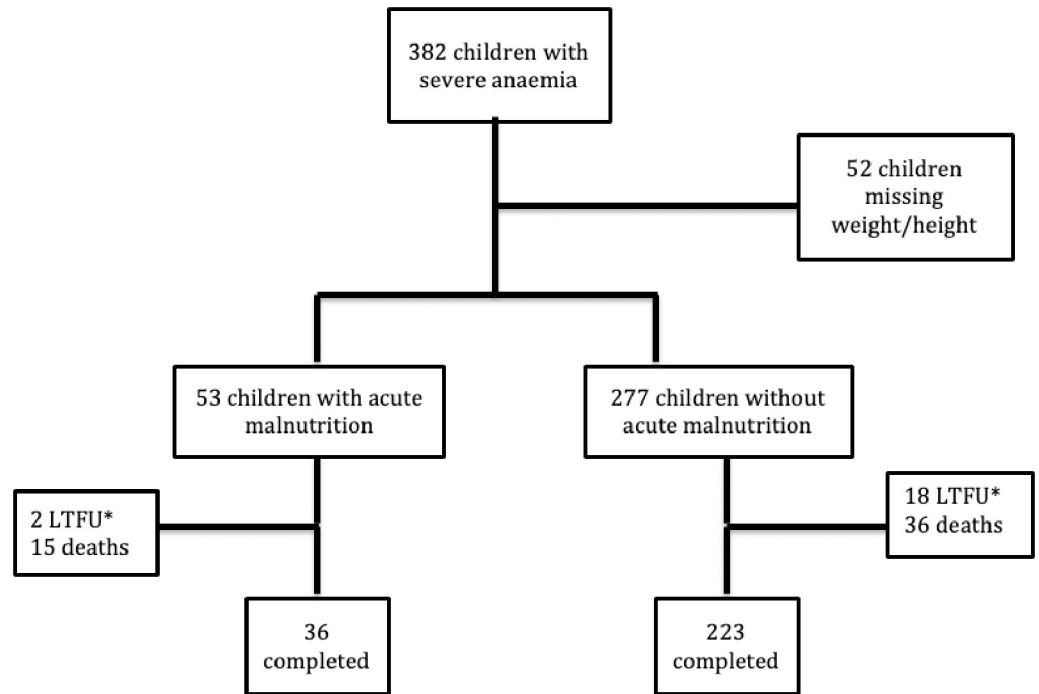 382 children with
severe anaemia
52 children
missing
weight/height
53 children with acute
malnutrition
277 children without
acute malnutrition
2 LTFU*
15 deaths
18 LTFU*
36 deaths
36
completed
223
completed